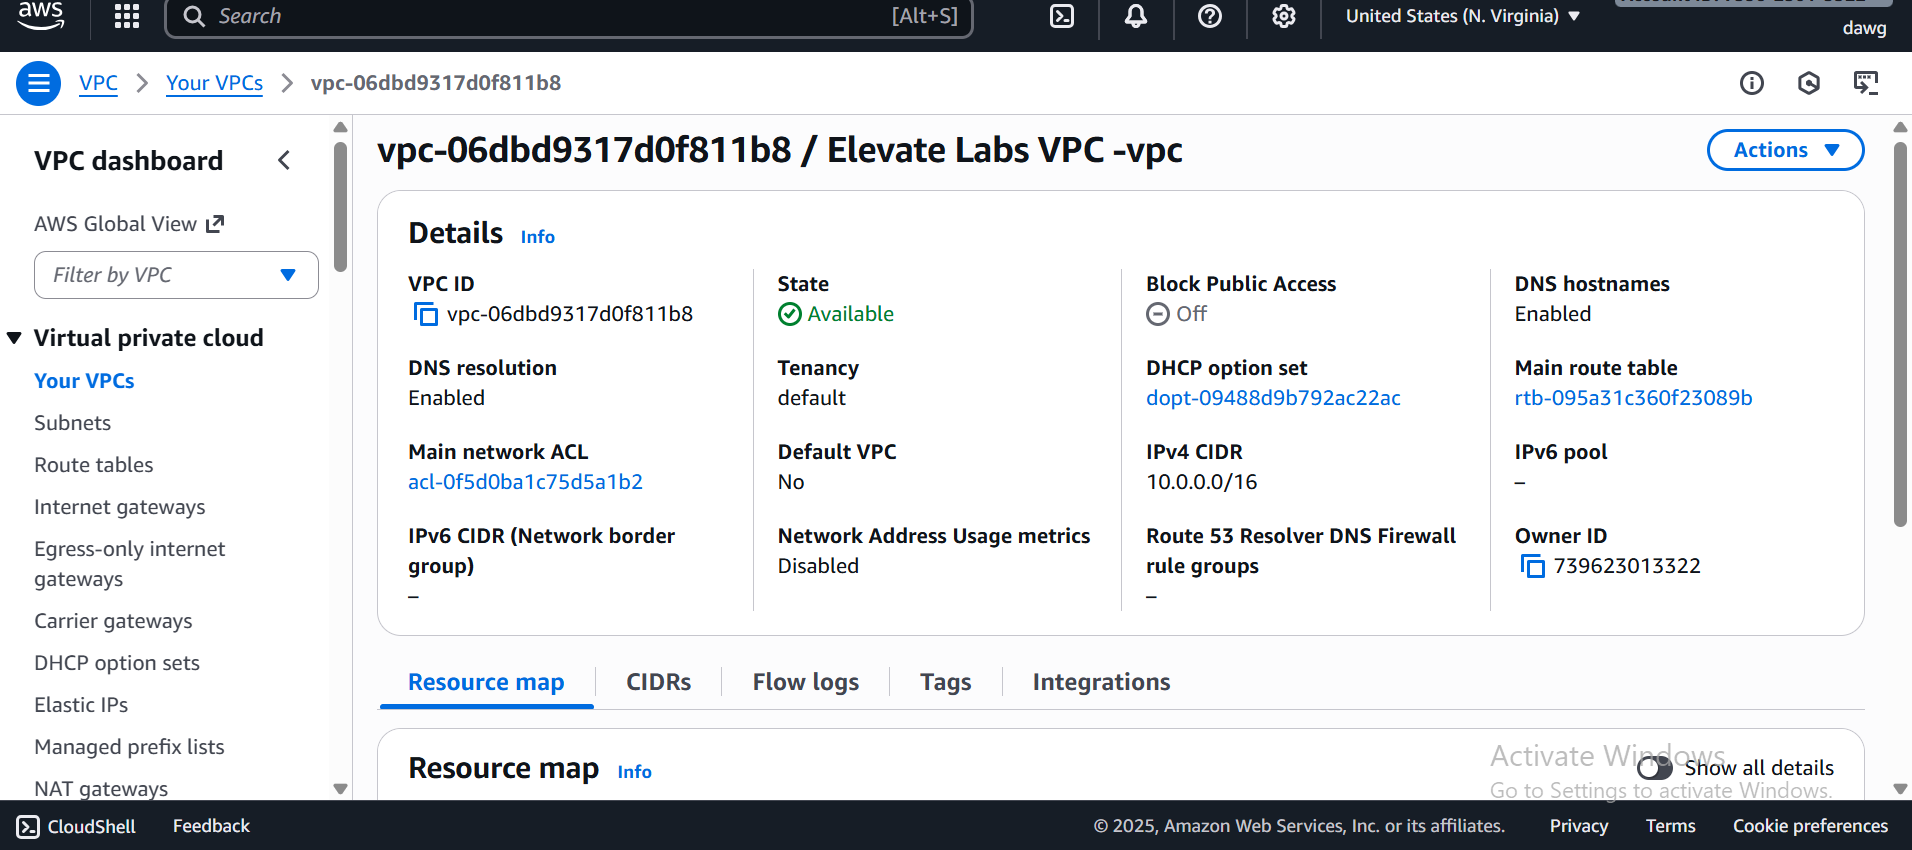 aws
Search [Alt+S]
United States (N. Virginia)
dawg
VPC > Your VPCs > vpc-06dbd9317d0f811b8
VPC dashboard
AWS Global View
Filter by VPC
Virtual private cloud
Your VPCs
Subnets
Route tables
Internet gateways
Egress-only internet
gateways
Carrier gateways
DHCP option sets
Elastic IPs
Managed prefix lists
NAT gateways
vpc-06dbd9317d0f811b8 / Elevate Labs VPC -vpc
Actions
Details Info
VPC ID
vpc-06dbd9317d0f811b8
State
Available
Block Public Access
Off
DNS hostnames
Enabled
DNS resolution
Enabled
Tenancy
default
DHCP option set
dopt-09488d9b792ac22ac
Main route table
rtb-095a31c360f23089b
Main network ACL
acl-0f5d0ba1c75d5a1b2
Default VPC
No
IPv4 CIDR
10.0.0.0/16
IPv6 pool
–
IPv6 CIDR (Network border
group)
–
Network Address Usage metrics
Disabled
Route 53 Resolver DNS Firewall
rule groups
–
Owner ID
739623013322
Resource map CIDRs Flow logs Tags Integrations
Resource map Info
Show all details
Activate Windows
Go to Settings to activate Windows.
CloudShell Feedback © 2025, Amazon Web Services, Inc. or its affiliates. Privacy Terms Cookie preferences